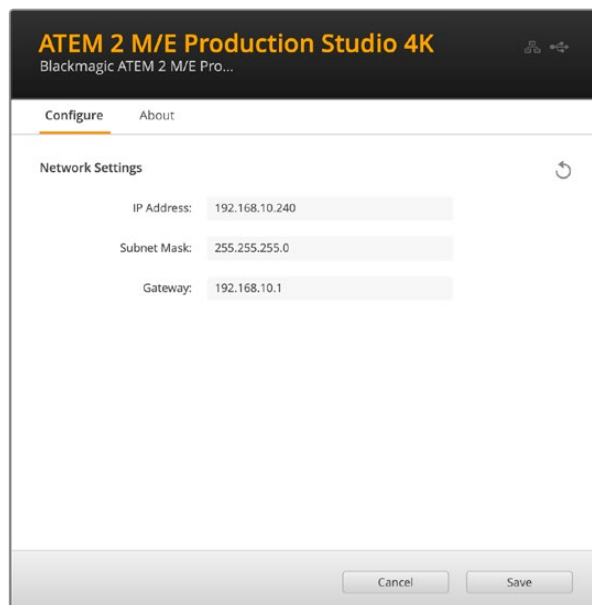 ATEM 2 M/E Production Studio 4K
Blackmagic ATEM 2 M/E Pro...
Configure About
Network Settings
IP Address: 192.168.10.240
Subnet Mask: 255.255.255.0
Gateway: 192.168.10.1
Cancel Save